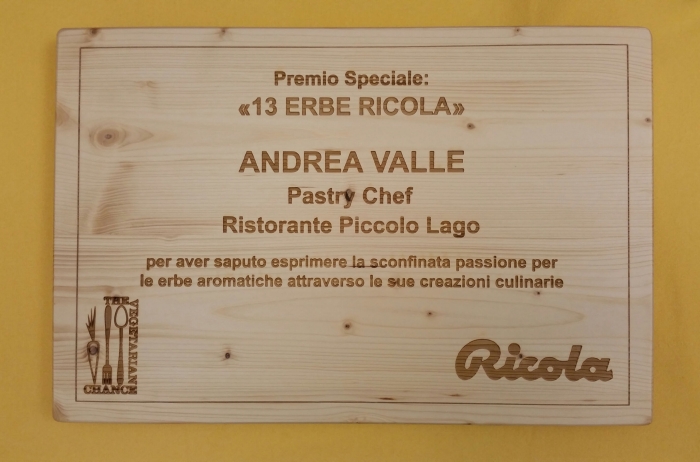 Premio Speciale:
«13 ERBE RICOLA»
ANDREA VALLE
Pastry Chef
Ristorante Piccolo Lago
per aver saputo esprimere la sconfinata passione per
le erbe aromatiche attraverso le sue creazioni culinarie
THE
VEGETARIAN
CHANCE
Ricola